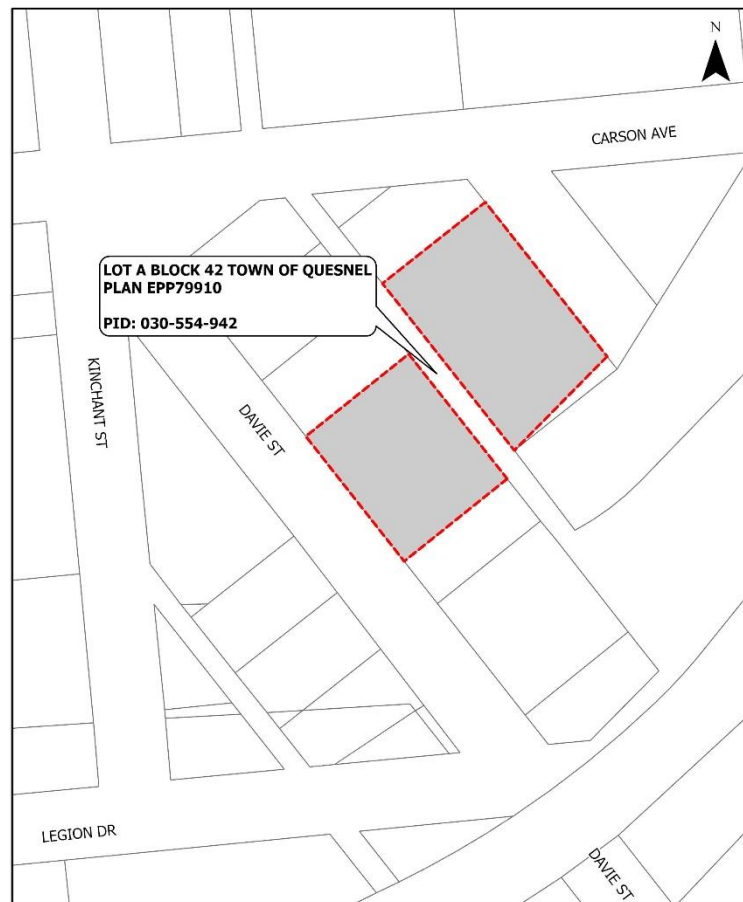 N
CARSON AVE
LOT A BLOCK 42 TOWN OF QUESNEL
PLAN EPP79910
PID: 030-554-942
KINCHANT ST
DAVIE ST
LEGION DR
DAVIE ST